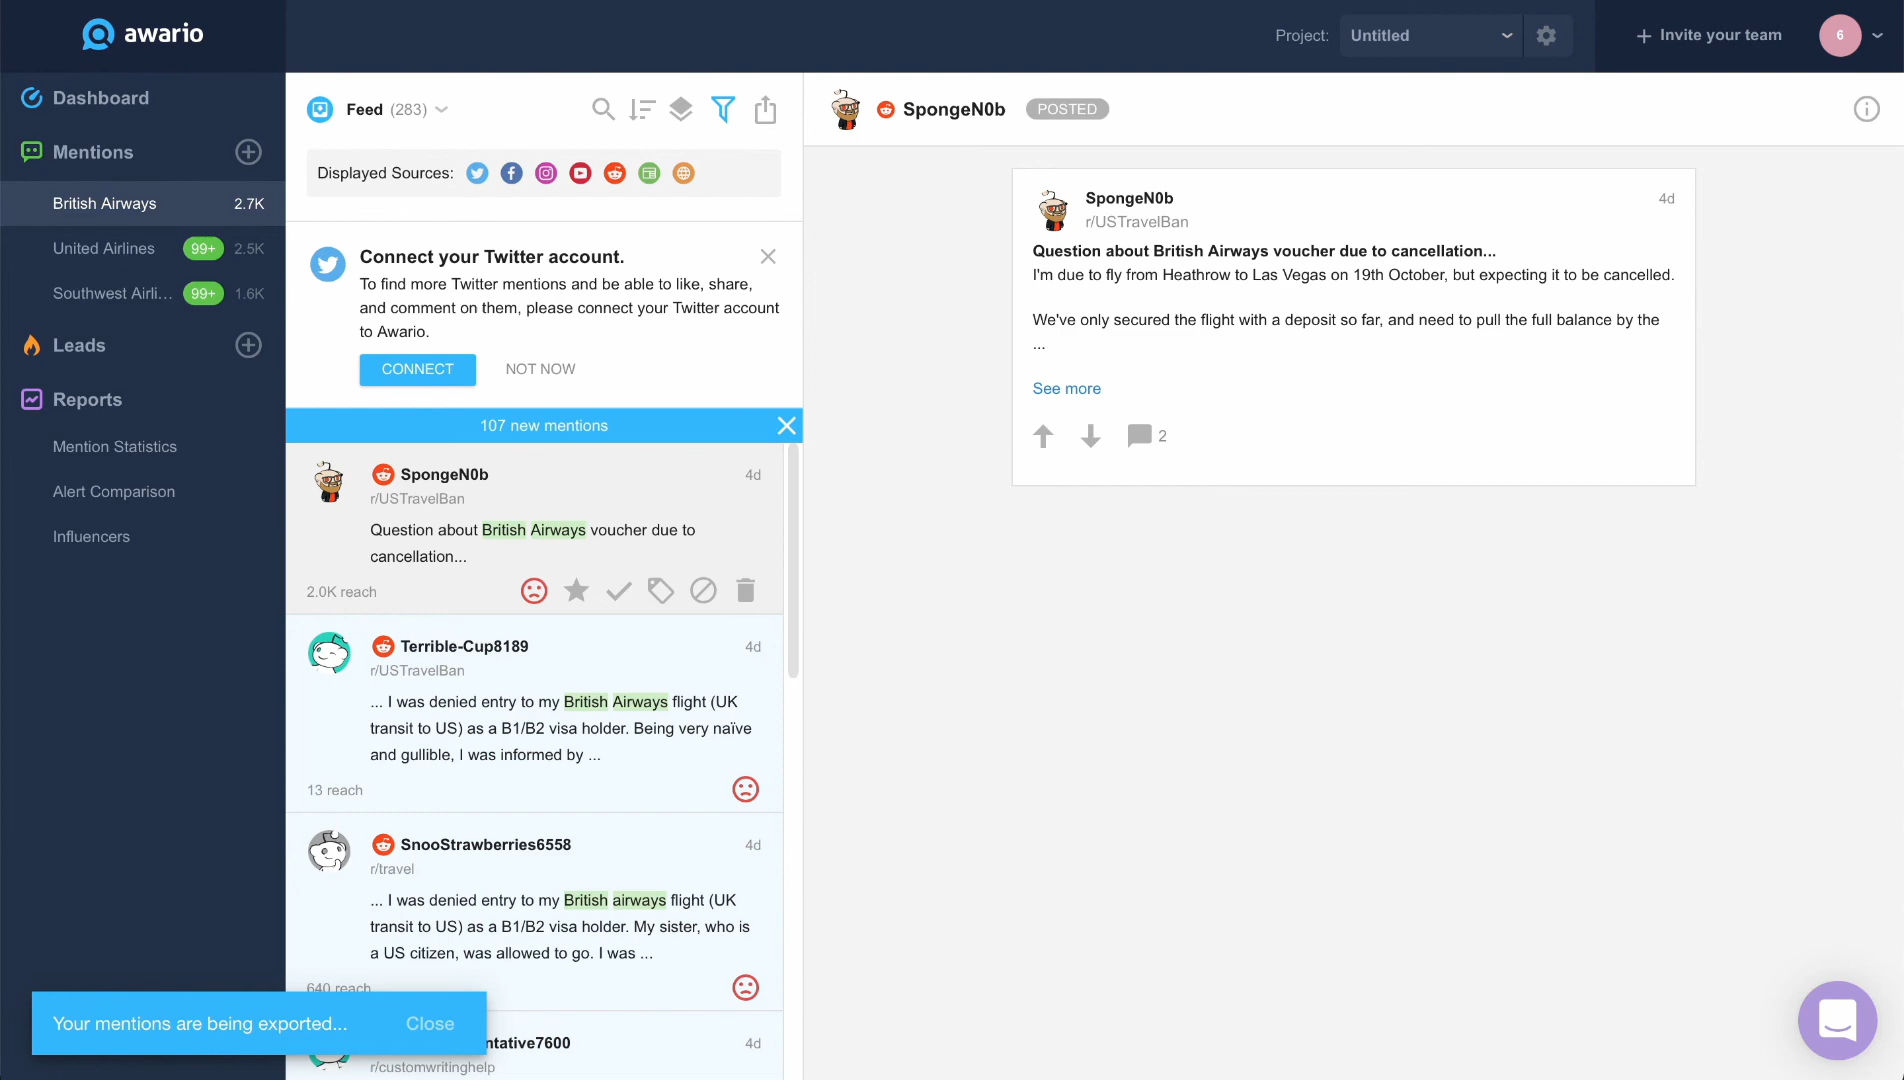 awario
Project:
Untitled
Invite your team
6
Dashboard
Mentions
British Airways 2.7K
United Airlines 99+ 2.5K
Southwest Airli... 99+ 1.6K
Leads
Reports
Mention Statistics
Alert Comparison
Influencers
Feed (283)
Displayed Sources:
Connect your Twitter account.
To find more Twitter mentions and be able to like, share,
and comment on them, please connect your Twitter account
to Awario.
CONNECT
NOT NOW
107 new mentions
SpongeN0b 4d
r/USTravelBan
Question about British Airways voucher due to
cancellation...
2.0K reach
Terrible-Cup8189 4d
r/USTravelBan
... I was denied entry to my British Airways flight (UK
transit to US) as a B1/B2 visa holder. Being very naïve
and gullible, I was informed by ...
13 reach
SnooStrawberries6558 4d
r/travel
... I was denied entry to my British airways flight (UK
transit to US) as a B1/B2 visa holder. My sister, who is
a US citizen, was allowed to go. I was ...
640 reach
ntative7600 4d
r/customwritinghelp
Your mentions are being exported... Close
SpongeN0b POSTED
SpongeN0b 4d
r/USTravelBan
Question about British Airways voucher due to cancellation...
I'm due to fly from Heathrow to Las Vegas on 19th October, but expecting it to be cancelled.
We've only secured the flight with a deposit so far, and need to pull the full balance by the
...
See more
2